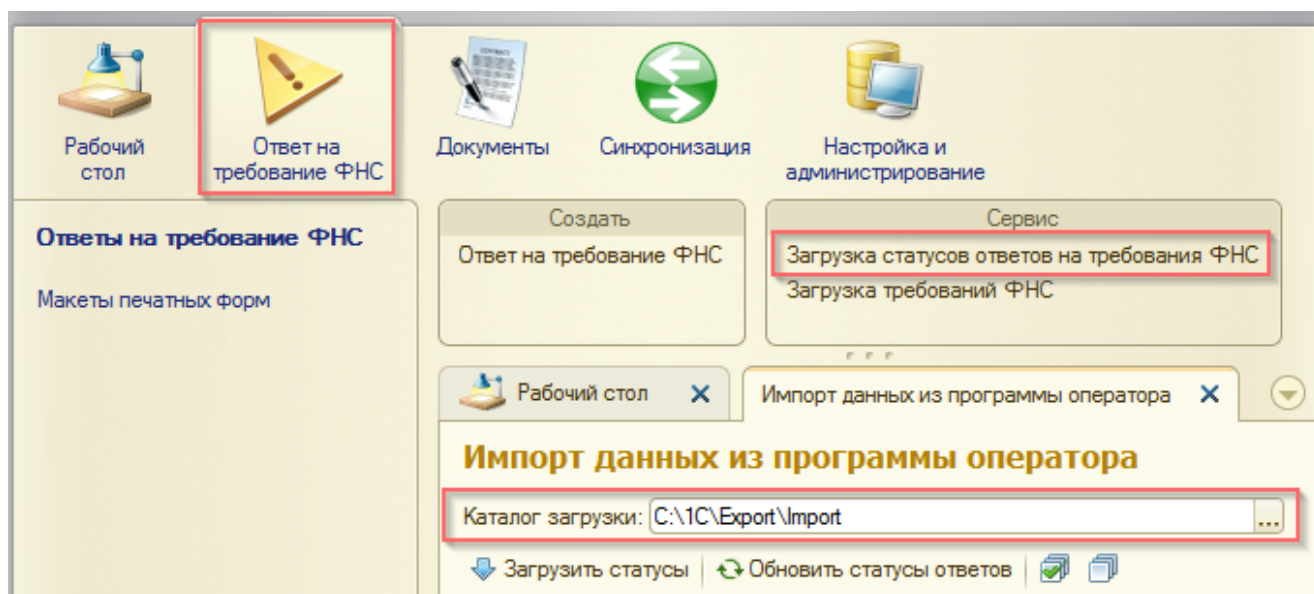 Рабочий
стол
Ответ на
требование ФНС
Документы
Синхронизация
Настройка и
администрирование
Ответы на требование ФНС
Макеты печатных форм
Создать
Ответ на требование ФНС
Сервис
Загрузка статусов ответов на требования ФНС
Загрузка требований ФНС
Рабочий стол
Импорт данных из программы оператора
Импорт данных из программы оператора
Каталог загрузки: C:\1C\Export\Import ...
Загрузить статусы Обновить статусы ответов